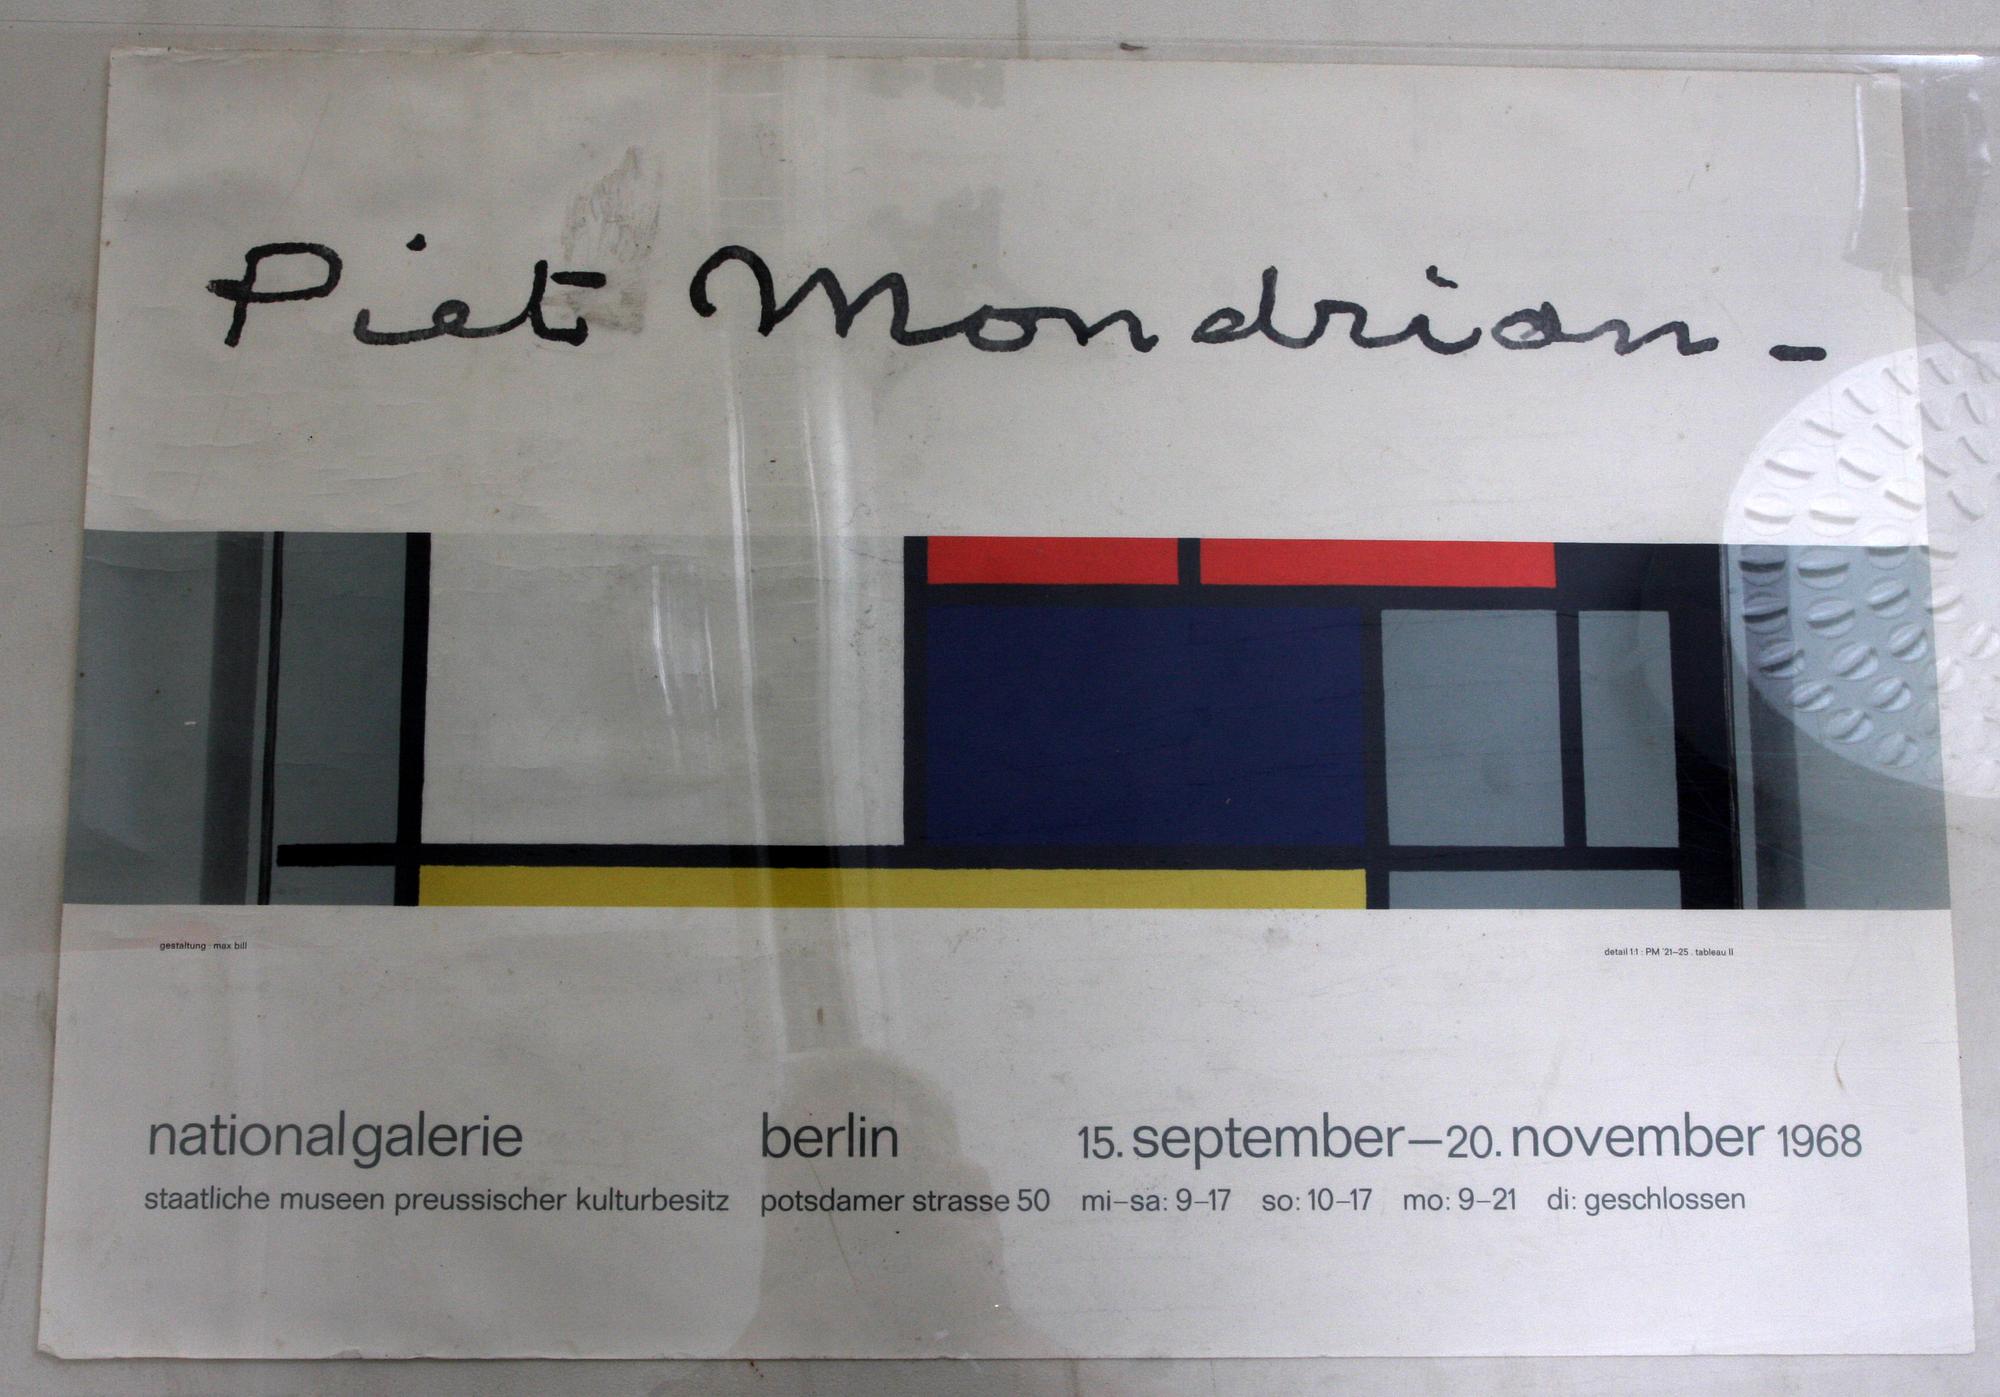 Piet Mondrian –
gestaltung : max bill
detail 1:1 : PM '21–25 . tableau II
nationalgalerie berlin 15. september–20. november 1968
staatliche museen preussischer kulturbesitz potsdamer strasse 50 mi–sa: 9–17 so: 10–17 mo: 9–21 di: geschlossen